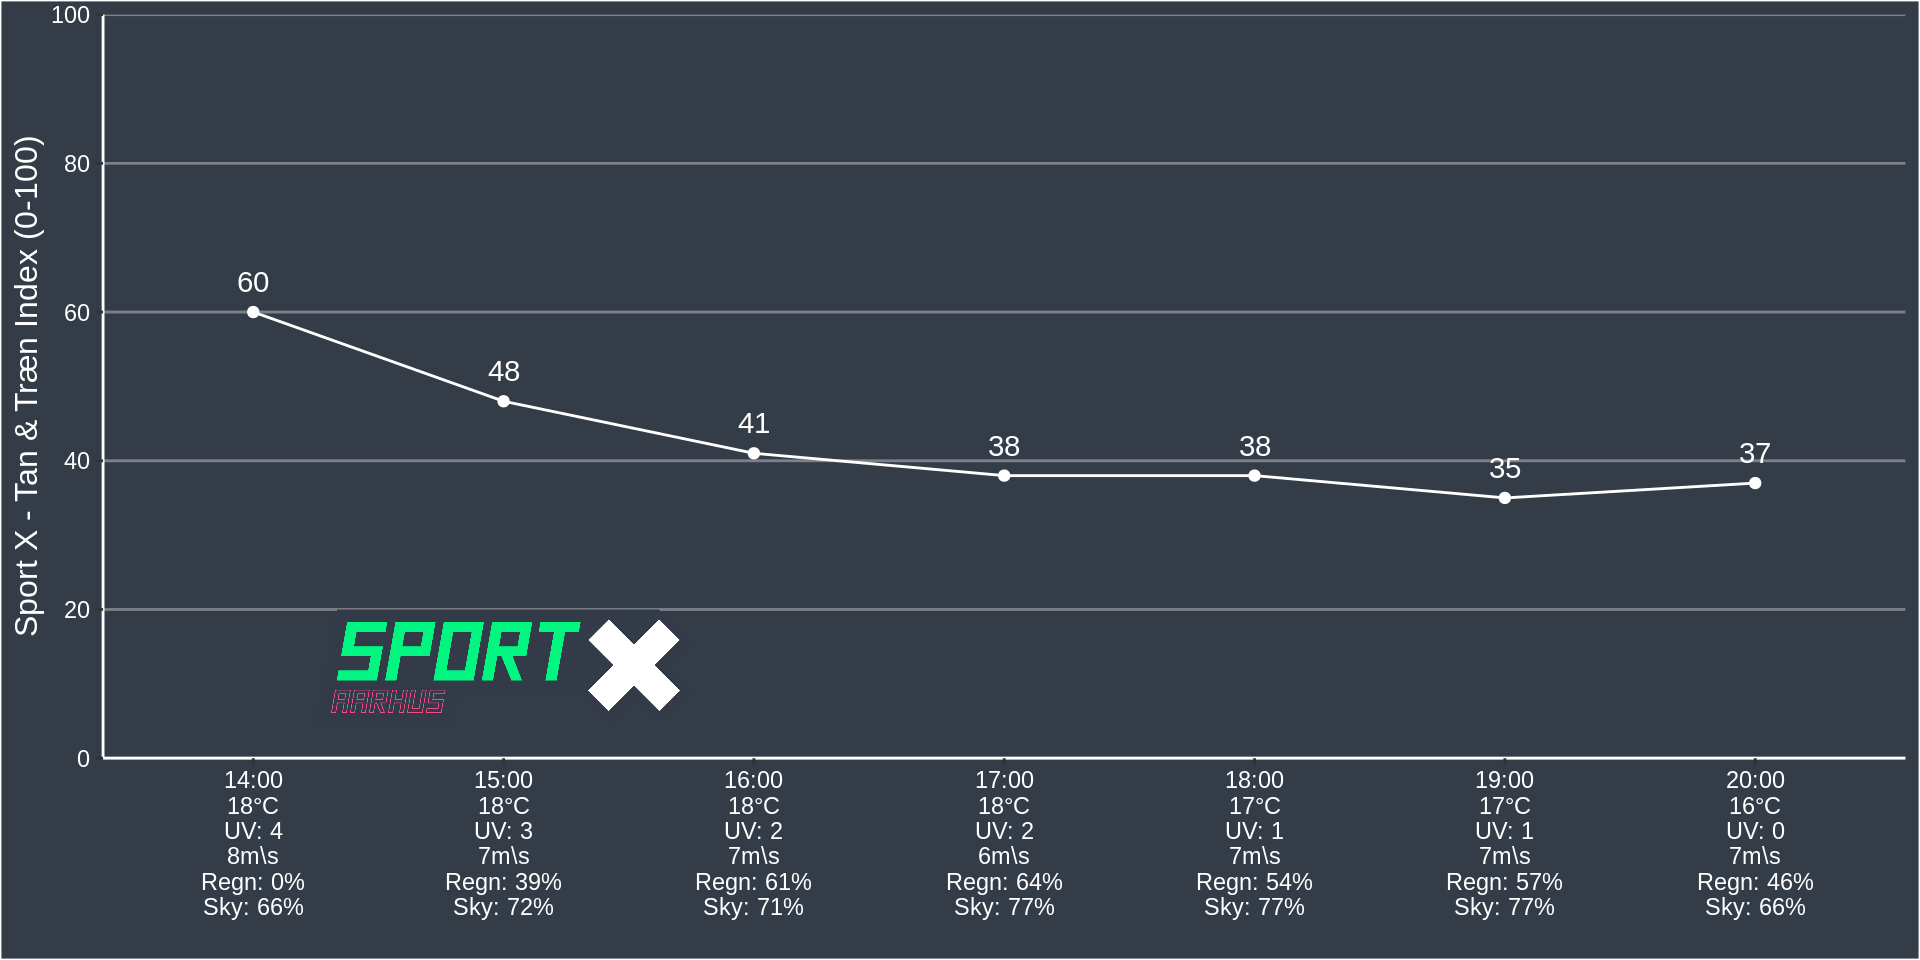 Sport X - Tan & Træn Index (0-100)
100
80
60
40
20
0
60
48
41
38
38
35
37
SPORT X
AARHUS
14:00 15:00 16:00 17:00 18:00 19:00 20:00
18°C 18°C 18°C 18°C 17°C 17°C 16°C
UV: 4 UV: 3 UV: 2 UV: 2 UV: 1 UV: 1 UV: 0
8m\s 7m\s 7m\s 6m\s 7m\s 7m\s 7m\s
Regn: 0% Regn: 39% Regn: 61% Regn: 64% Regn: 54% Regn: 57% Regn: 46%
Sky: 66% Sky: 72% Sky: 71% Sky: 77% Sky: 77% Sky: 77% Sky: 66%